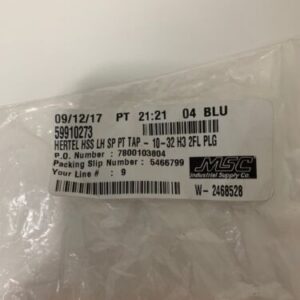 09/12/17 PT 21:21 04 BLU
59910273
HERTEL HSS LH SP PT TAP - 10-32 H3 2FL PLG
P.O. Number : 7800103804
Packing Slip Number : 5466799
Your Line # : 9
MSC
Industrial Supply Co.
W- 2468528